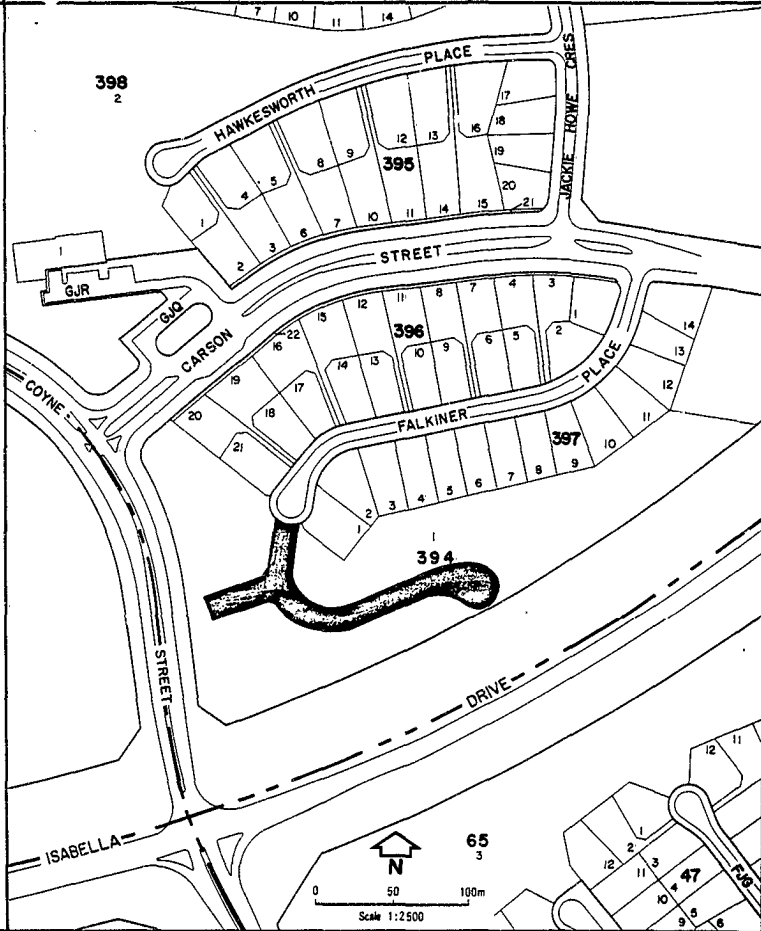 7 10 11 14
398
2
HAWKESWORTH PLACE
JACKIE HOWE CRES
17
18
19
20
21
16
12 13
8 9
395
4 5
1
2 3 6 7 10 11 14 15
1
GJR
GJQ
CARSON STREET
COYNE STREET
15 12 11 8 7 4 3
396
22
16
19
20
17
18
21
14 13 10 9 6 5 2 1
FALKINER PLACE
14
13
12
11
10
397
1 2 3 4 5 6 7 8 9
1
394
ISABELLA DRIVE
N
65
3
0 50 100m
Scale 1:2500
12 11
1
2
3
12
11
4
47
10
5
9
6
FJG